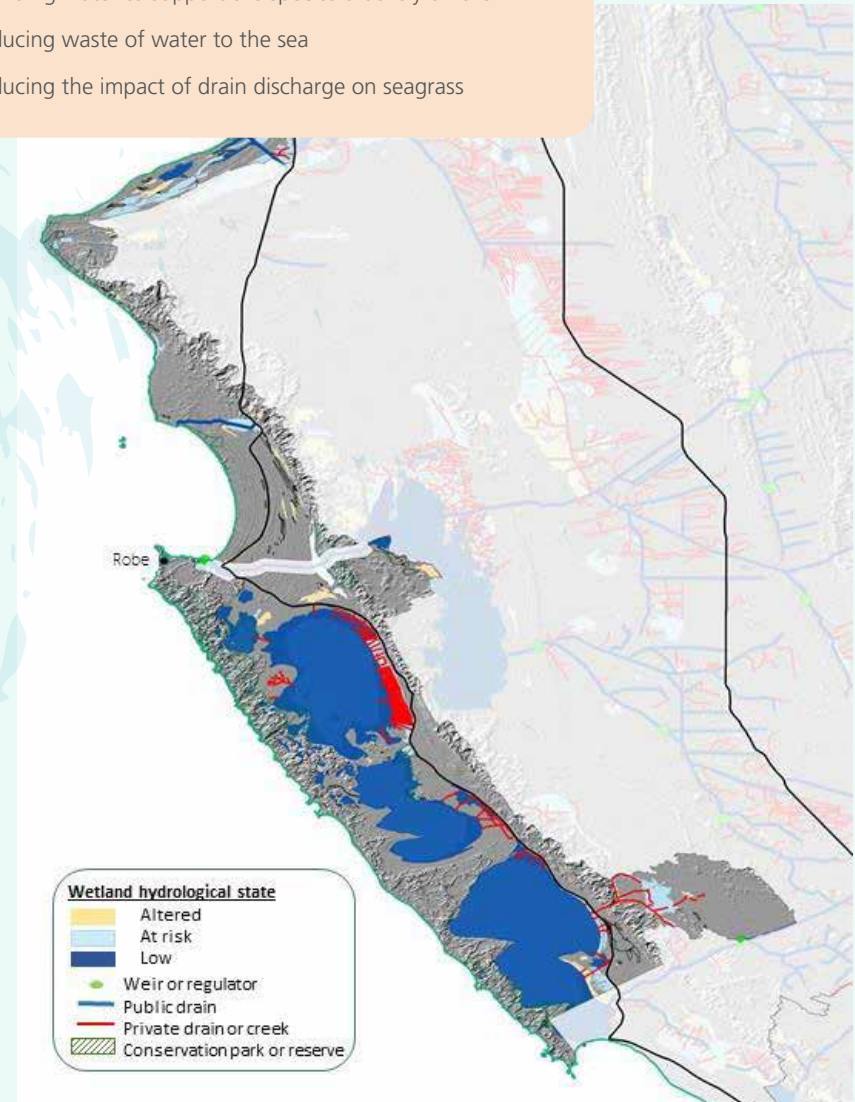 ducing waste of water to the sea
ducing the impact of drain discharge on seagrass
Robe
Wetland hydrological state
Altered
At risk
Low
Weir or regulator
Public drain
Private drain or creek
Conservation park or reserve